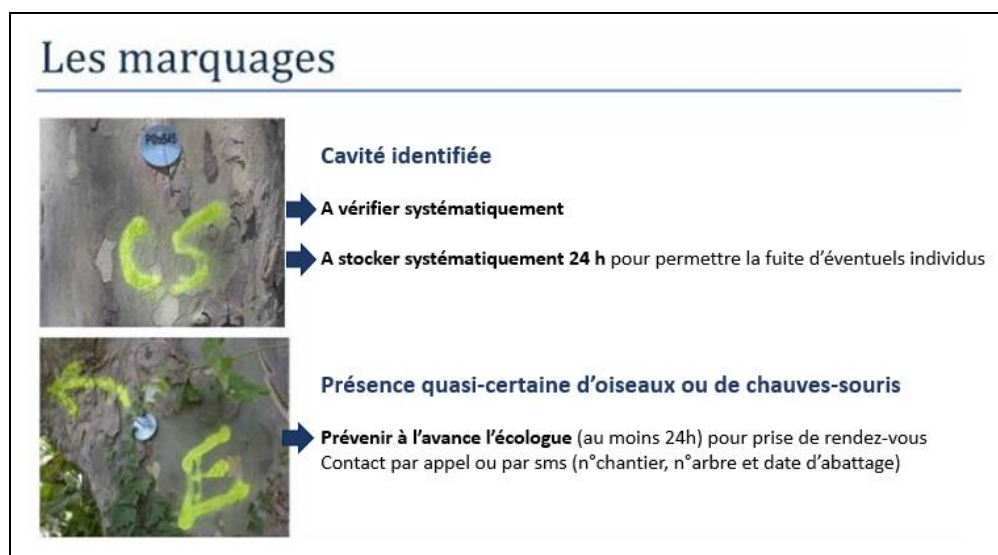 Les marquages
Cavité identifiée
A vérifier systématiquement
A stocker systématiquement 24 h pour permettre la fuite d’éventuels individus
CS
Présence quasi-certaine d’oiseaux ou de chauves-souris
Prévenir à l’avance l’écologue (au moins 24h) pour prise de rendez-vous
Contact par appel ou par sms (n°chantier, n°arbre et date d’abattage)
E